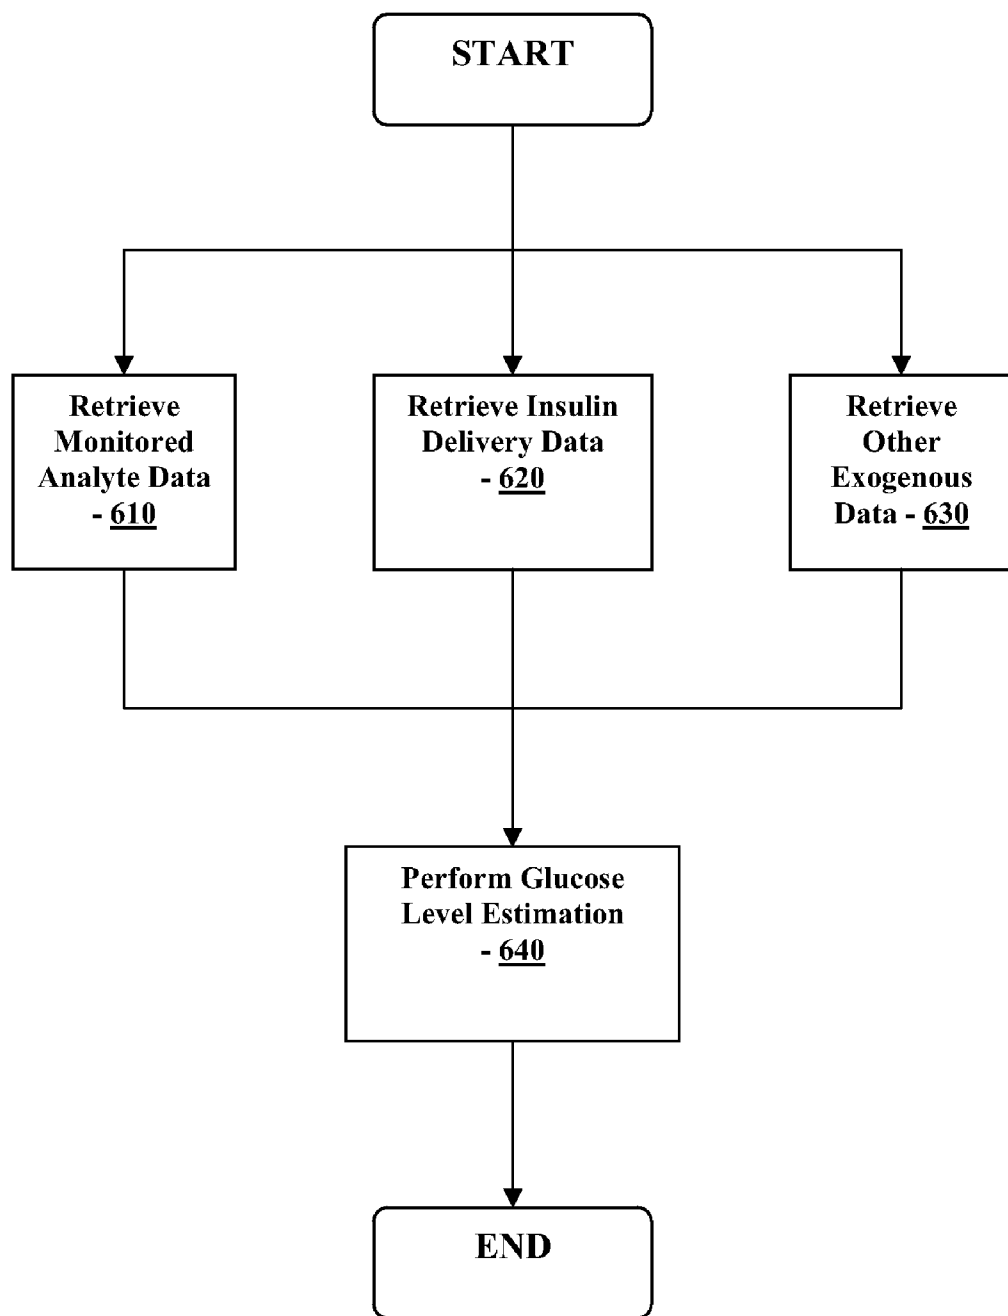 START
Retrieve
Monitored
Analyte Data
- 610
Retrieve Insulin
Delivery Data
- 620
Retrieve
Other
Exogenous
Data - 630
Perform Glucose
Level Estimation
- 640
END